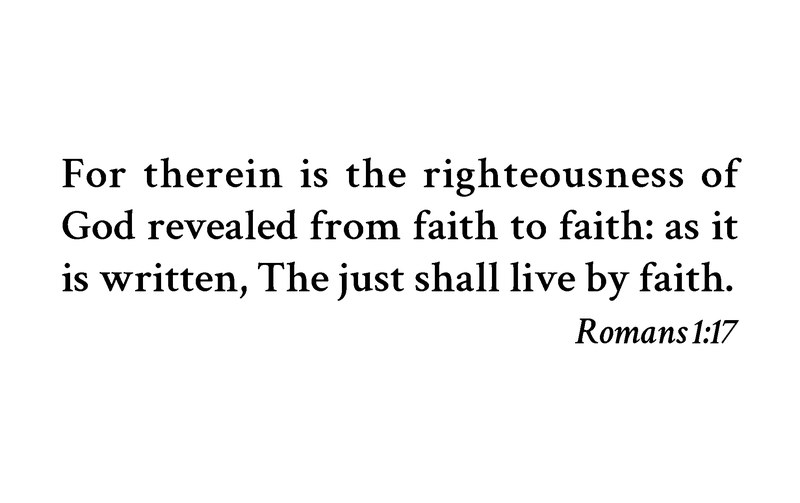 For therein is the righteousness of
God revealed from faith to faith: as it
is written, The just shall live by faith.
Romans 1:17